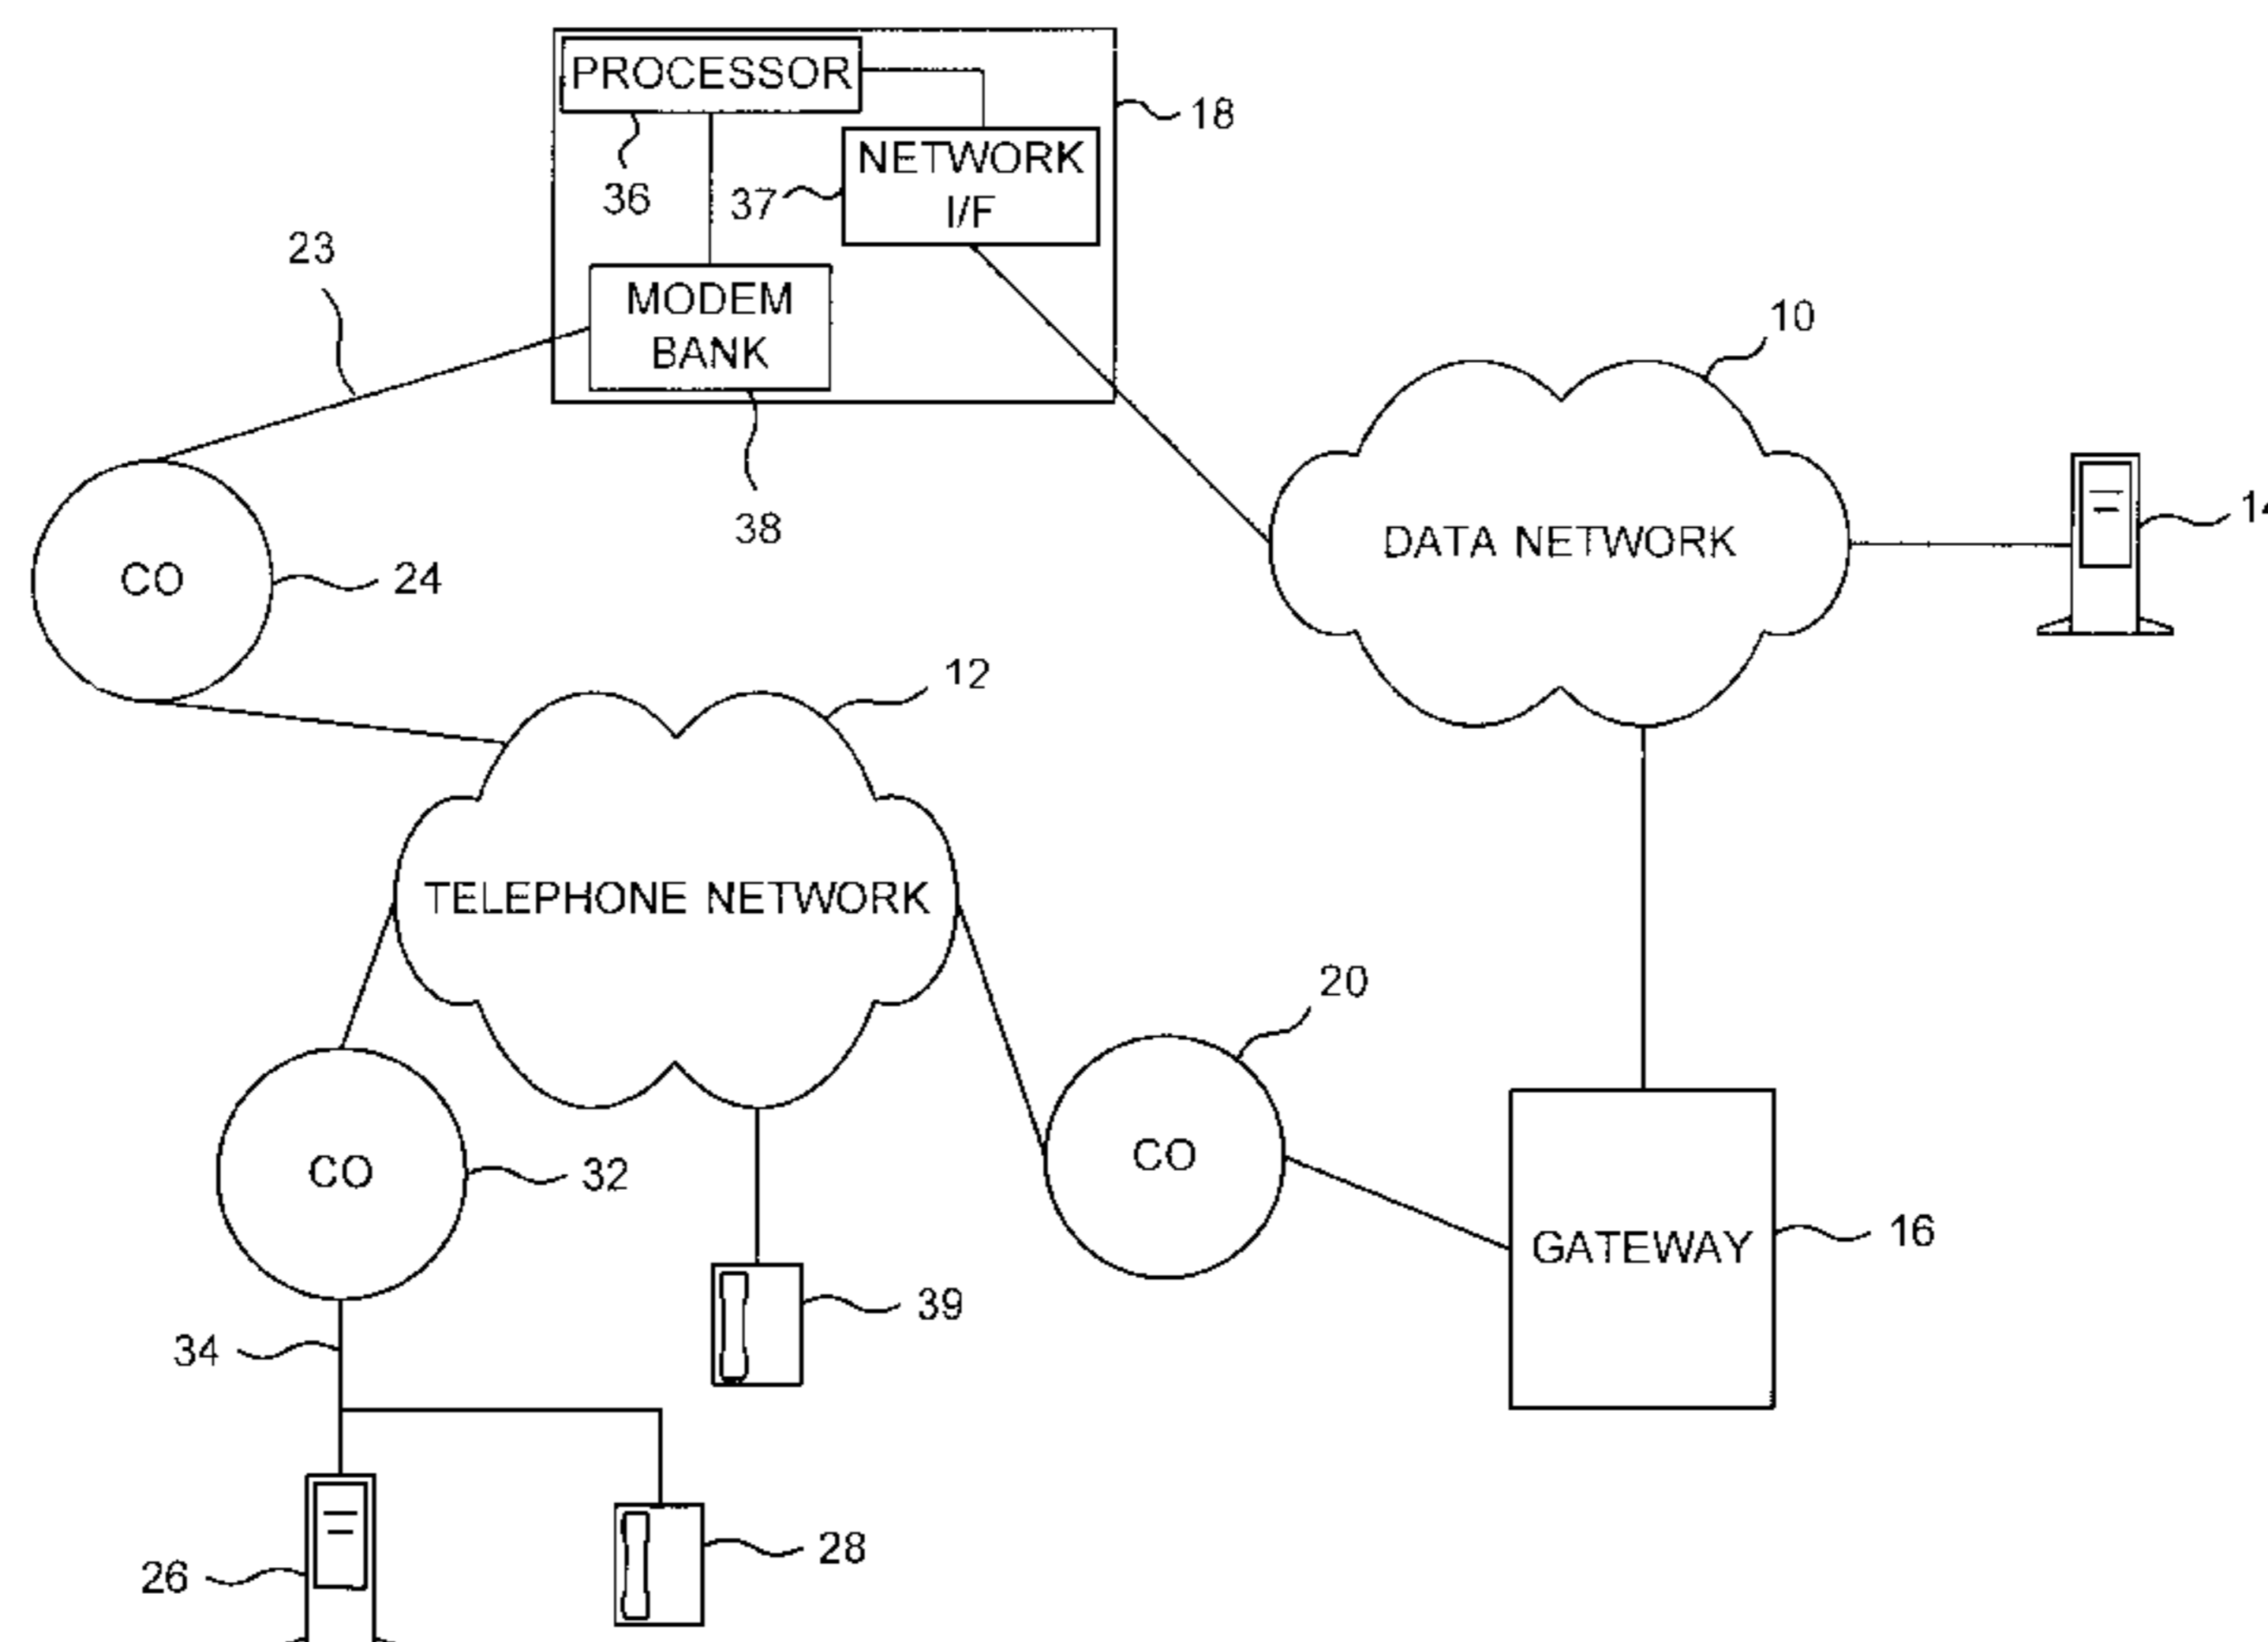 PROCESSOR
18
NETWORK
I/F
36
37
23
MODEM
BANK
10
38
DATA NETWORK
CO
24
12
TELEPHONE NETWORK
20
CO
32
CO
GATEWAY
16
39
34
28
26